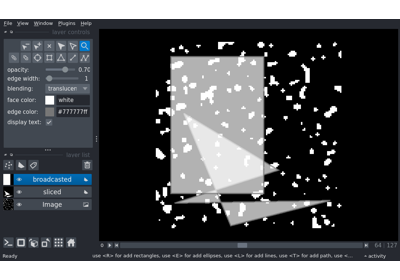 File View Window Plugins Help
layer controls
opacity: 0.70
edge width: 1
blending: translucen
face color: white
edge color: #777777ff
display text:
layer list
broadcasted
sliced
Image
0 64 127
Ready use <R> for add rectangles, use <E> for add ellipses, use <L> for add lines, use <T> for add path, use <... activity